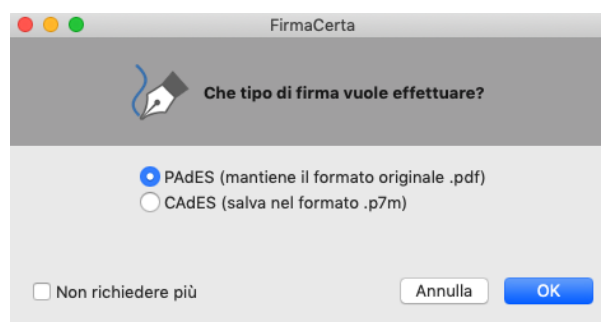 FirmaCerta
Che tipo di firma vuole effettuare?
PAdES (mantiene il formato originale .pdf)
CAdES (salva nel formato .p7m)
Non richiedere più
Annulla
OK